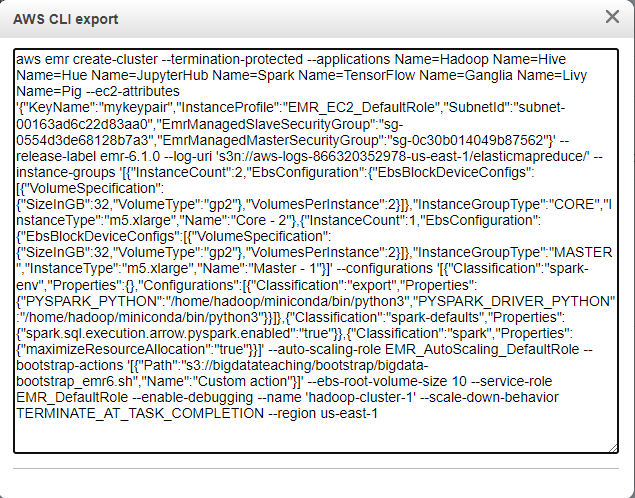 AWS CLI export
aws emr create-cluster --termination-protected --applications Name=Hadoop Name=Hive
Name=Hue Name=JupyterHub Name=Spark Name=TensorFlow Name=Ganglia Name=Livy
Name=Pig --ec2-attributes
'{"KeyName":"mykeypair","InstanceProfile":"EMR_EC2_DefaultRole","SubnetId":"subnet-
00163ad6c22d83aa0","EmrManagedSlaveSecurityGroup":"sg-
0554d3de68128b7a3","EmrManagedMasterSecurityGroup":"sg-0c30b014049b87562"}' --
release-label emr-6.1.0 --log-uri 's3n://aws-logs-866320352978-us-east-1/elasticmapreduce/' --
instance-groups '[{"InstanceCount":2,"EbsConfiguration":{"EbsBlockDeviceConfigs":
[{"VolumeSpecification":
{"SizeInGB":32,"VolumeType":"gp2"},"VolumesPerInstance":2}]},"InstanceGroupType":"CORE","I
nstanceType":"m5.xlarge","Name":"Core - 2"},{"InstanceCount":1,"EbsConfiguration":
{"EbsBlockDeviceConfigs":[{"VolumeSpecification":
{"SizeInGB":32,"VolumeType":"gp2"},"VolumesPerInstance":2}]},"InstanceGroupType":"MASTER
","InstanceType":"m5.xlarge","Name":"Master - 1"}]' --configurations '[{"Classification":"spark-
env","Properties":{},"Configurations":[{"Classification":"export","Properties":
{"PYSPARK_PYTHON":"/home/hadoop/miniconda/bin/python3","PYSPARK_DRIVER_PYTHON"
:"/home/hadoop/miniconda/bin/python3"}}]},{"Classification":"spark-defaults","Properties":
{"spark.sql.execution.arrow.pyspark.enabled":"true"}},{"Classification":"spark","Properties":
{"maximizeResourceAllocation":"true"}}]' --auto-scaling-role EMR_AutoScaling_DefaultRole --
bootstrap-actions '[{"Path":"s3://bigdatateaching/bootstrap/bigdata-
bootstrap_emr6.sh","Name":"Custom action"}]' --ebs-root-volume-size 10 --service-role
EMR_DefaultRole --enable-debugging --name 'hadoop-cluster-1' --scale-down-behavior
TERMINATE_AT_TASK_COMPLETION --region us-east-1